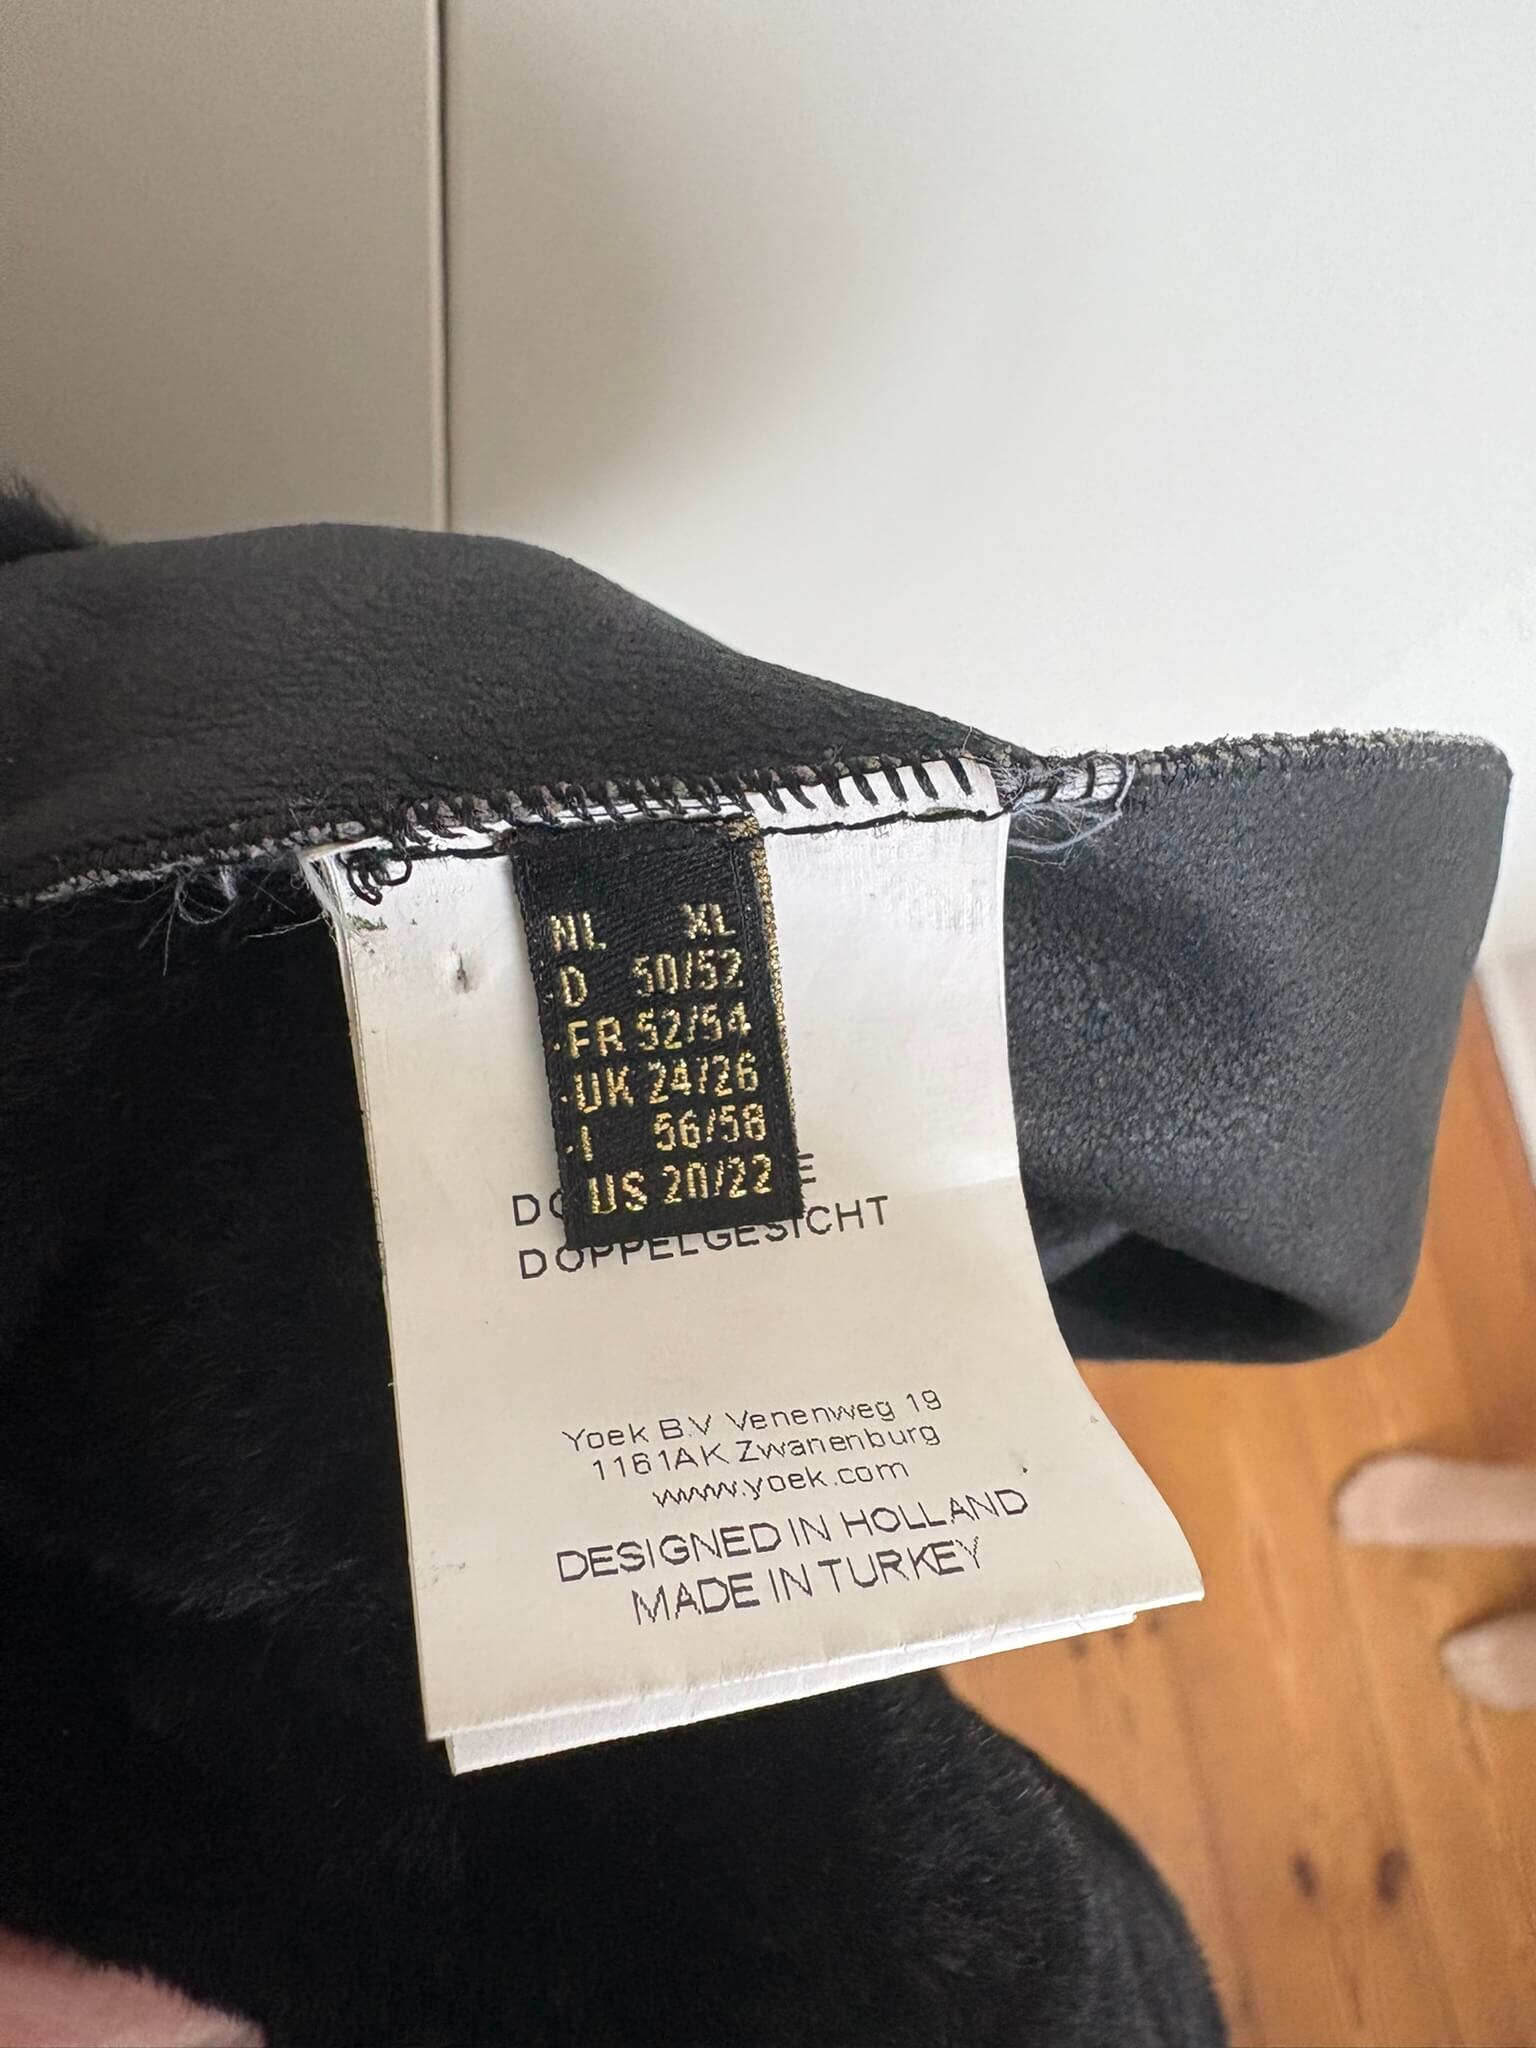 NL XL
D 50/52
FR 52/54
UK 24/26
I 56/58
US 20/22
DOPPELGESICHT
Yoek B.V Venenweg 19
1161AK Zwanenburg
www.yoek.com
DESIGNED IN HOLLAND
MADE IN TURKEY